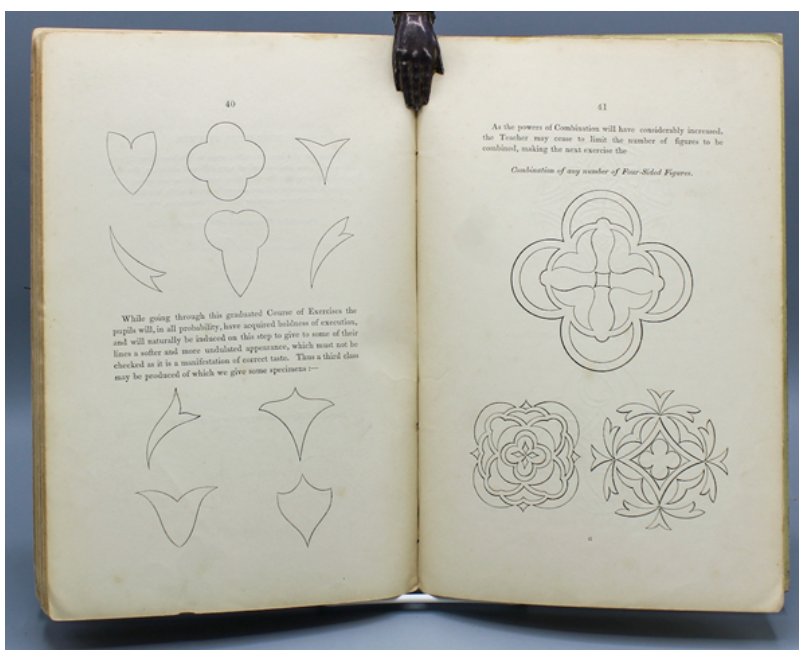 40
While going through this graduated Course of Exercises the
pupils will, in all probability, have acquired boldness of execution,
and will naturally be induced on this step to give to some of their
lines a softer and more undulated appearance, which must not be
checked as it is a manifestation of correct taste. Thus a third class
may be produced of which we give some specimens :—
41
As the powers of Combination will have considerably increased,
the Teacher may cease to limit the number of figures to be
combined, making the next exercise the
Combination of any number of Four-Sided Figures.